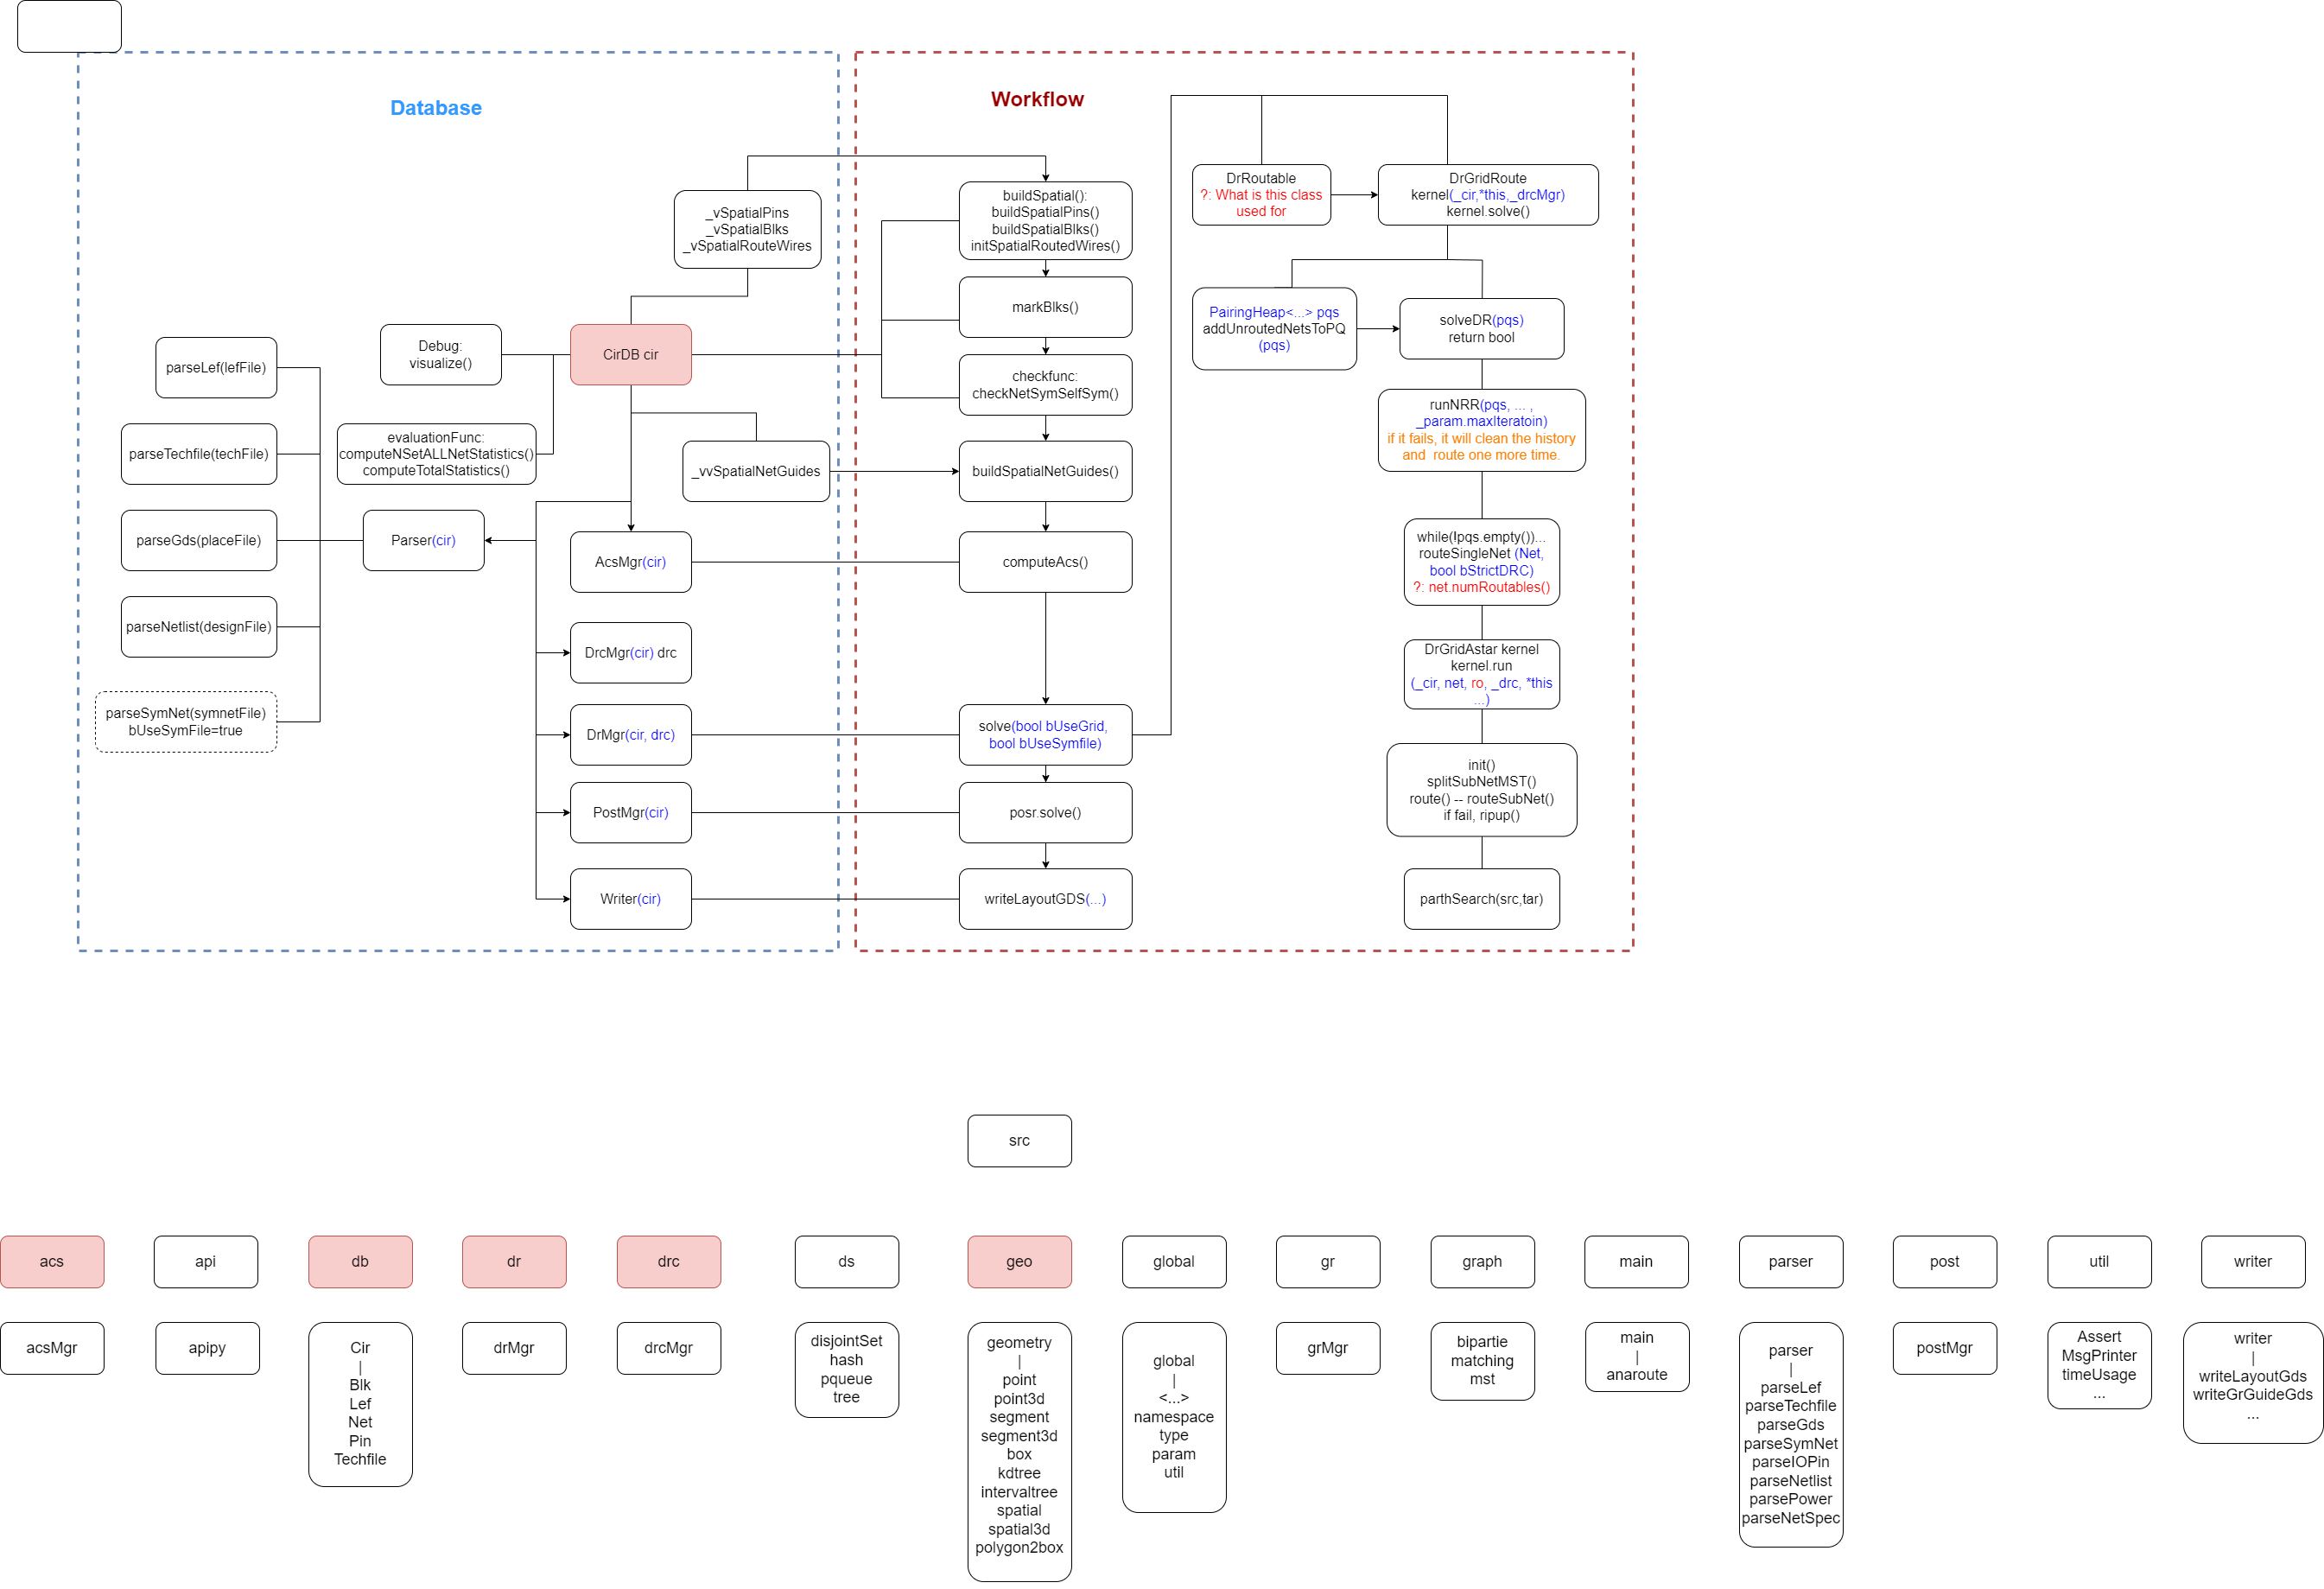 Database
Workflow
_vSpatialPins
_vSpatialBlks
_vSpatialRouteWires
Debug:
visualize()
CirDB cir
evaluationFunc:
computeNSetALLNetStatistics()
computeTotalStatistics()
_vvSpatialNetGuides
parseLef(lefFile)
parseTechfile(techFile)
parseGds(placeFile)
parseNetlist(designFile)
parseSymNet(symnetFile)
bUseSymFile=true
Parser(cir)
AcsMgr(cir)
DrcMgr(cir) drc
DrMgr(cir, drc)
PostMgr(cir)
Writer(cir)
buildSpatial():
buildSpatialPins()
buildSpatialBlks()
initSpatialRoutedWires()
markBlks()
checkfunc:
checkNetSymSelfSym()
buildSpatialNetGuides()
computeAcs()
solve(bool bUseGrid,
bool bUseSymfile)
posr.solve()
writeLayoutGDS(...)
DrRoutable
?: What is this class
used for
DrGridRoute
kernel(_cir,*this,_drcMgr)
kernel.solve()
PairingHeap<...> pqs
addUnroutedNetsToPQ
(pqs)
solveDR(pqs)
return bool
runNRR(pqs, ... ,
_param.maxIteratoin)
if it fails, it will clean the history
and  route one more time.
while(!pqs.empty())...
routeSingleNet (Net,
bool bStrictDRC)
?: net.numRoutables()
DrGridAstar kernel
kernel.run
(_cir, net, ro, _drc, *this
...)
init()
splitSubNetMST()
route() -- routeSubNet()
if fail, ripup()
parthSearch(src,tar)
src
acs
api
db
dr
drc
ds
geo
global
gr
graph
main
parser
post
util
writer
acsMgr
apipy
Cir
|
Blk
Lef
Net
Pin
Techfile
drMgr
drcMgr
disjointSet
hash
pqueue
tree
geometry
|
point
point3d
segment
segment3d
box
kdtree
intervaltree
spatial
spatial3d
polygon2box
global
|
<...>
namespace
type
param
util
grMgr
bipartie
matching
mst
main
|
anaroute
parser
|
parseLef
parseTechfile
parseGds
parseSymNet
parseIOPin
parseNetlist
parsePower
parseNetSpec
postMgr
Assert
MsgPrinter
timeUsage
...
writer
|
writeLayoutGds
writeGrGuideGds
...